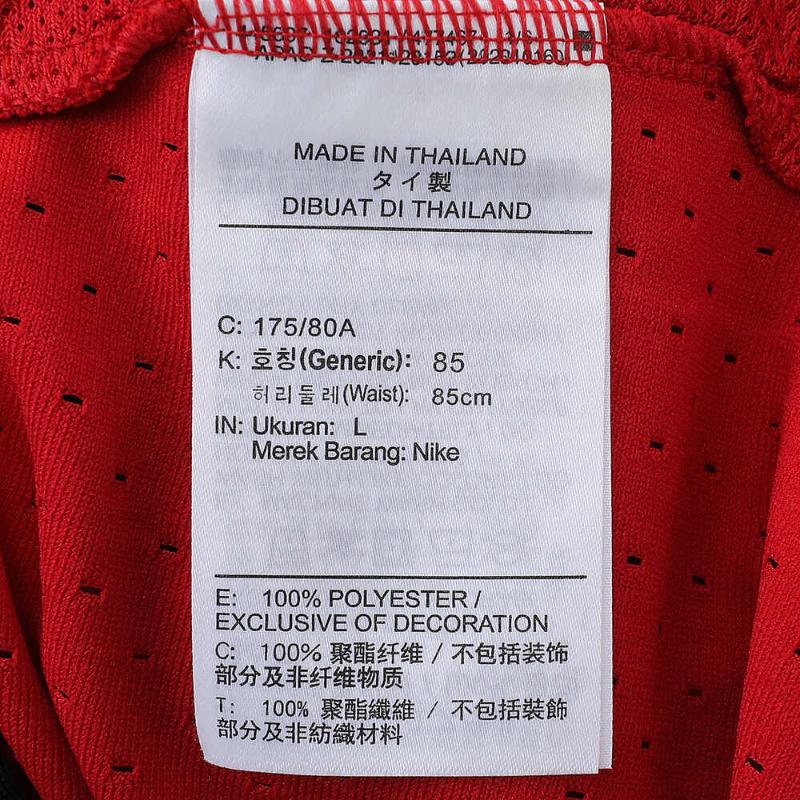 MADE IN THAILAND
タイ製
DIBUAT DI THAILAND
C: 175/80A
K: 호칭(Generic): 85
허리둘레(Waist): 85cm
IN: Ukuran: L
Merek Barang: Nike
E: 100% POLYESTER /
EXCLUSIVE OF DECORATION
C: 100% 聚酯纤维 / 不包括装饰
部分及非纤维物质
T: 100% 聚酯纖維 / 不包括裝飾
部分及非紡織材料